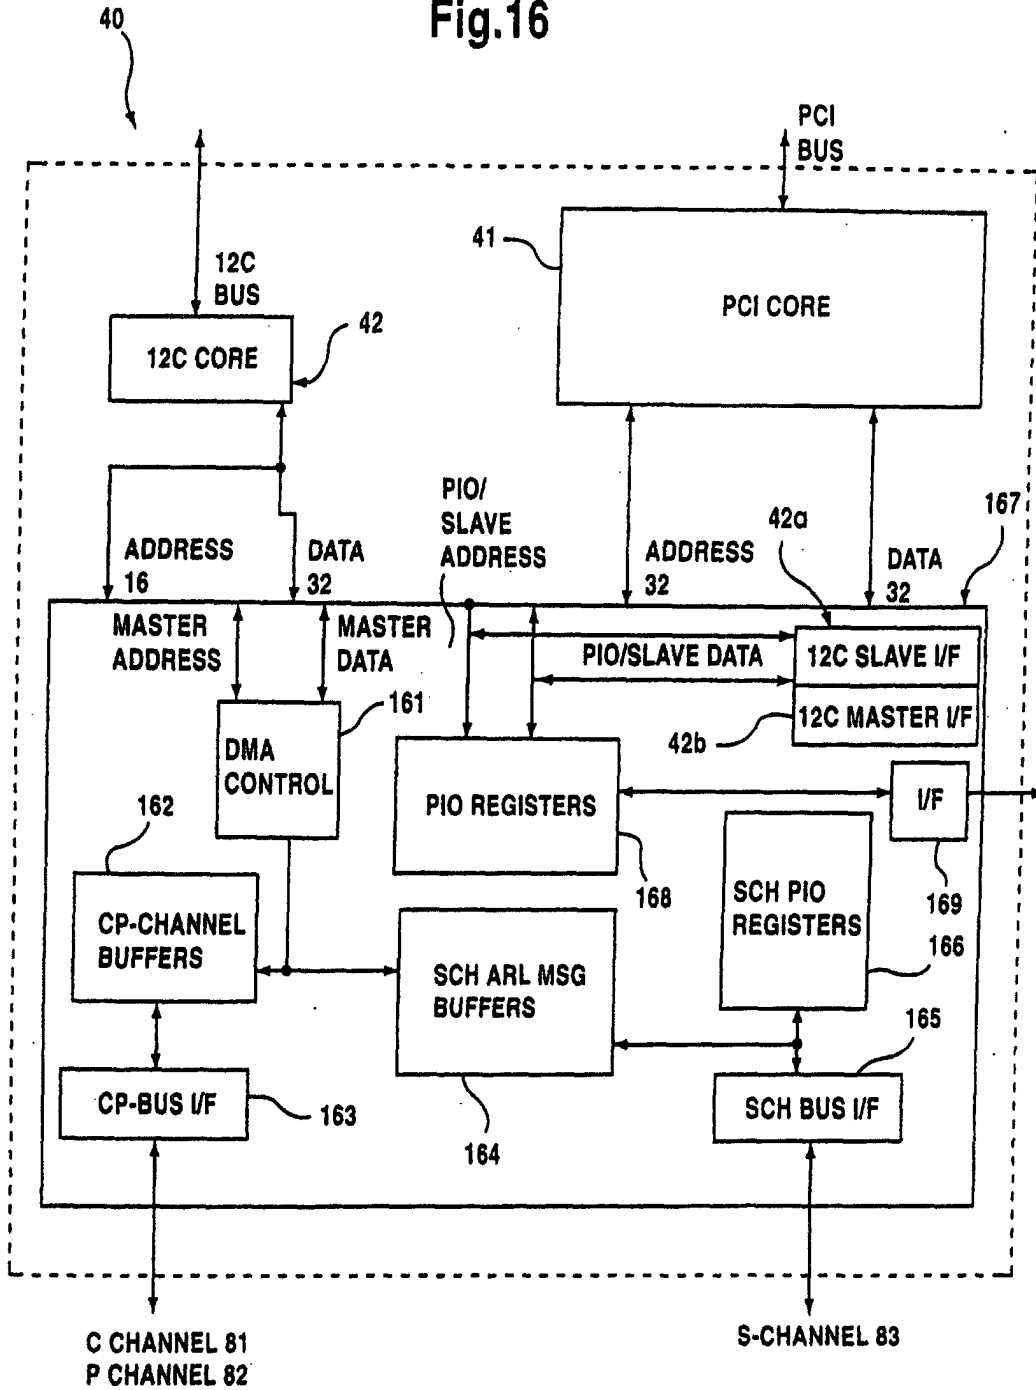 Fig.16
40
PCI
BUS
41
12C
BUS
PCI CORE
42
12C CORE
PIO/
SLAVE
ADDRESS
42a
167
ADDRESS
16
DATA
32
ADDRESS
32
DATA
32
MASTER
ADDRESS
MASTER
DATA
PIO/SLAVE DATA
12C SLAVE I/F
12C MASTER I/F
42b
161
DMA
CONTROL
PIO REGISTERS
I/F
162
168
169
SCH PIO
REGISTERS
166
CP-CHANNEL
BUFFERS
SCH ARL MSG
BUFFERS
165
CP-BUS I/F
163
164
SCH BUS I/F
C CHANNEL 81
P CHANNEL 82
S-CHANNEL 83